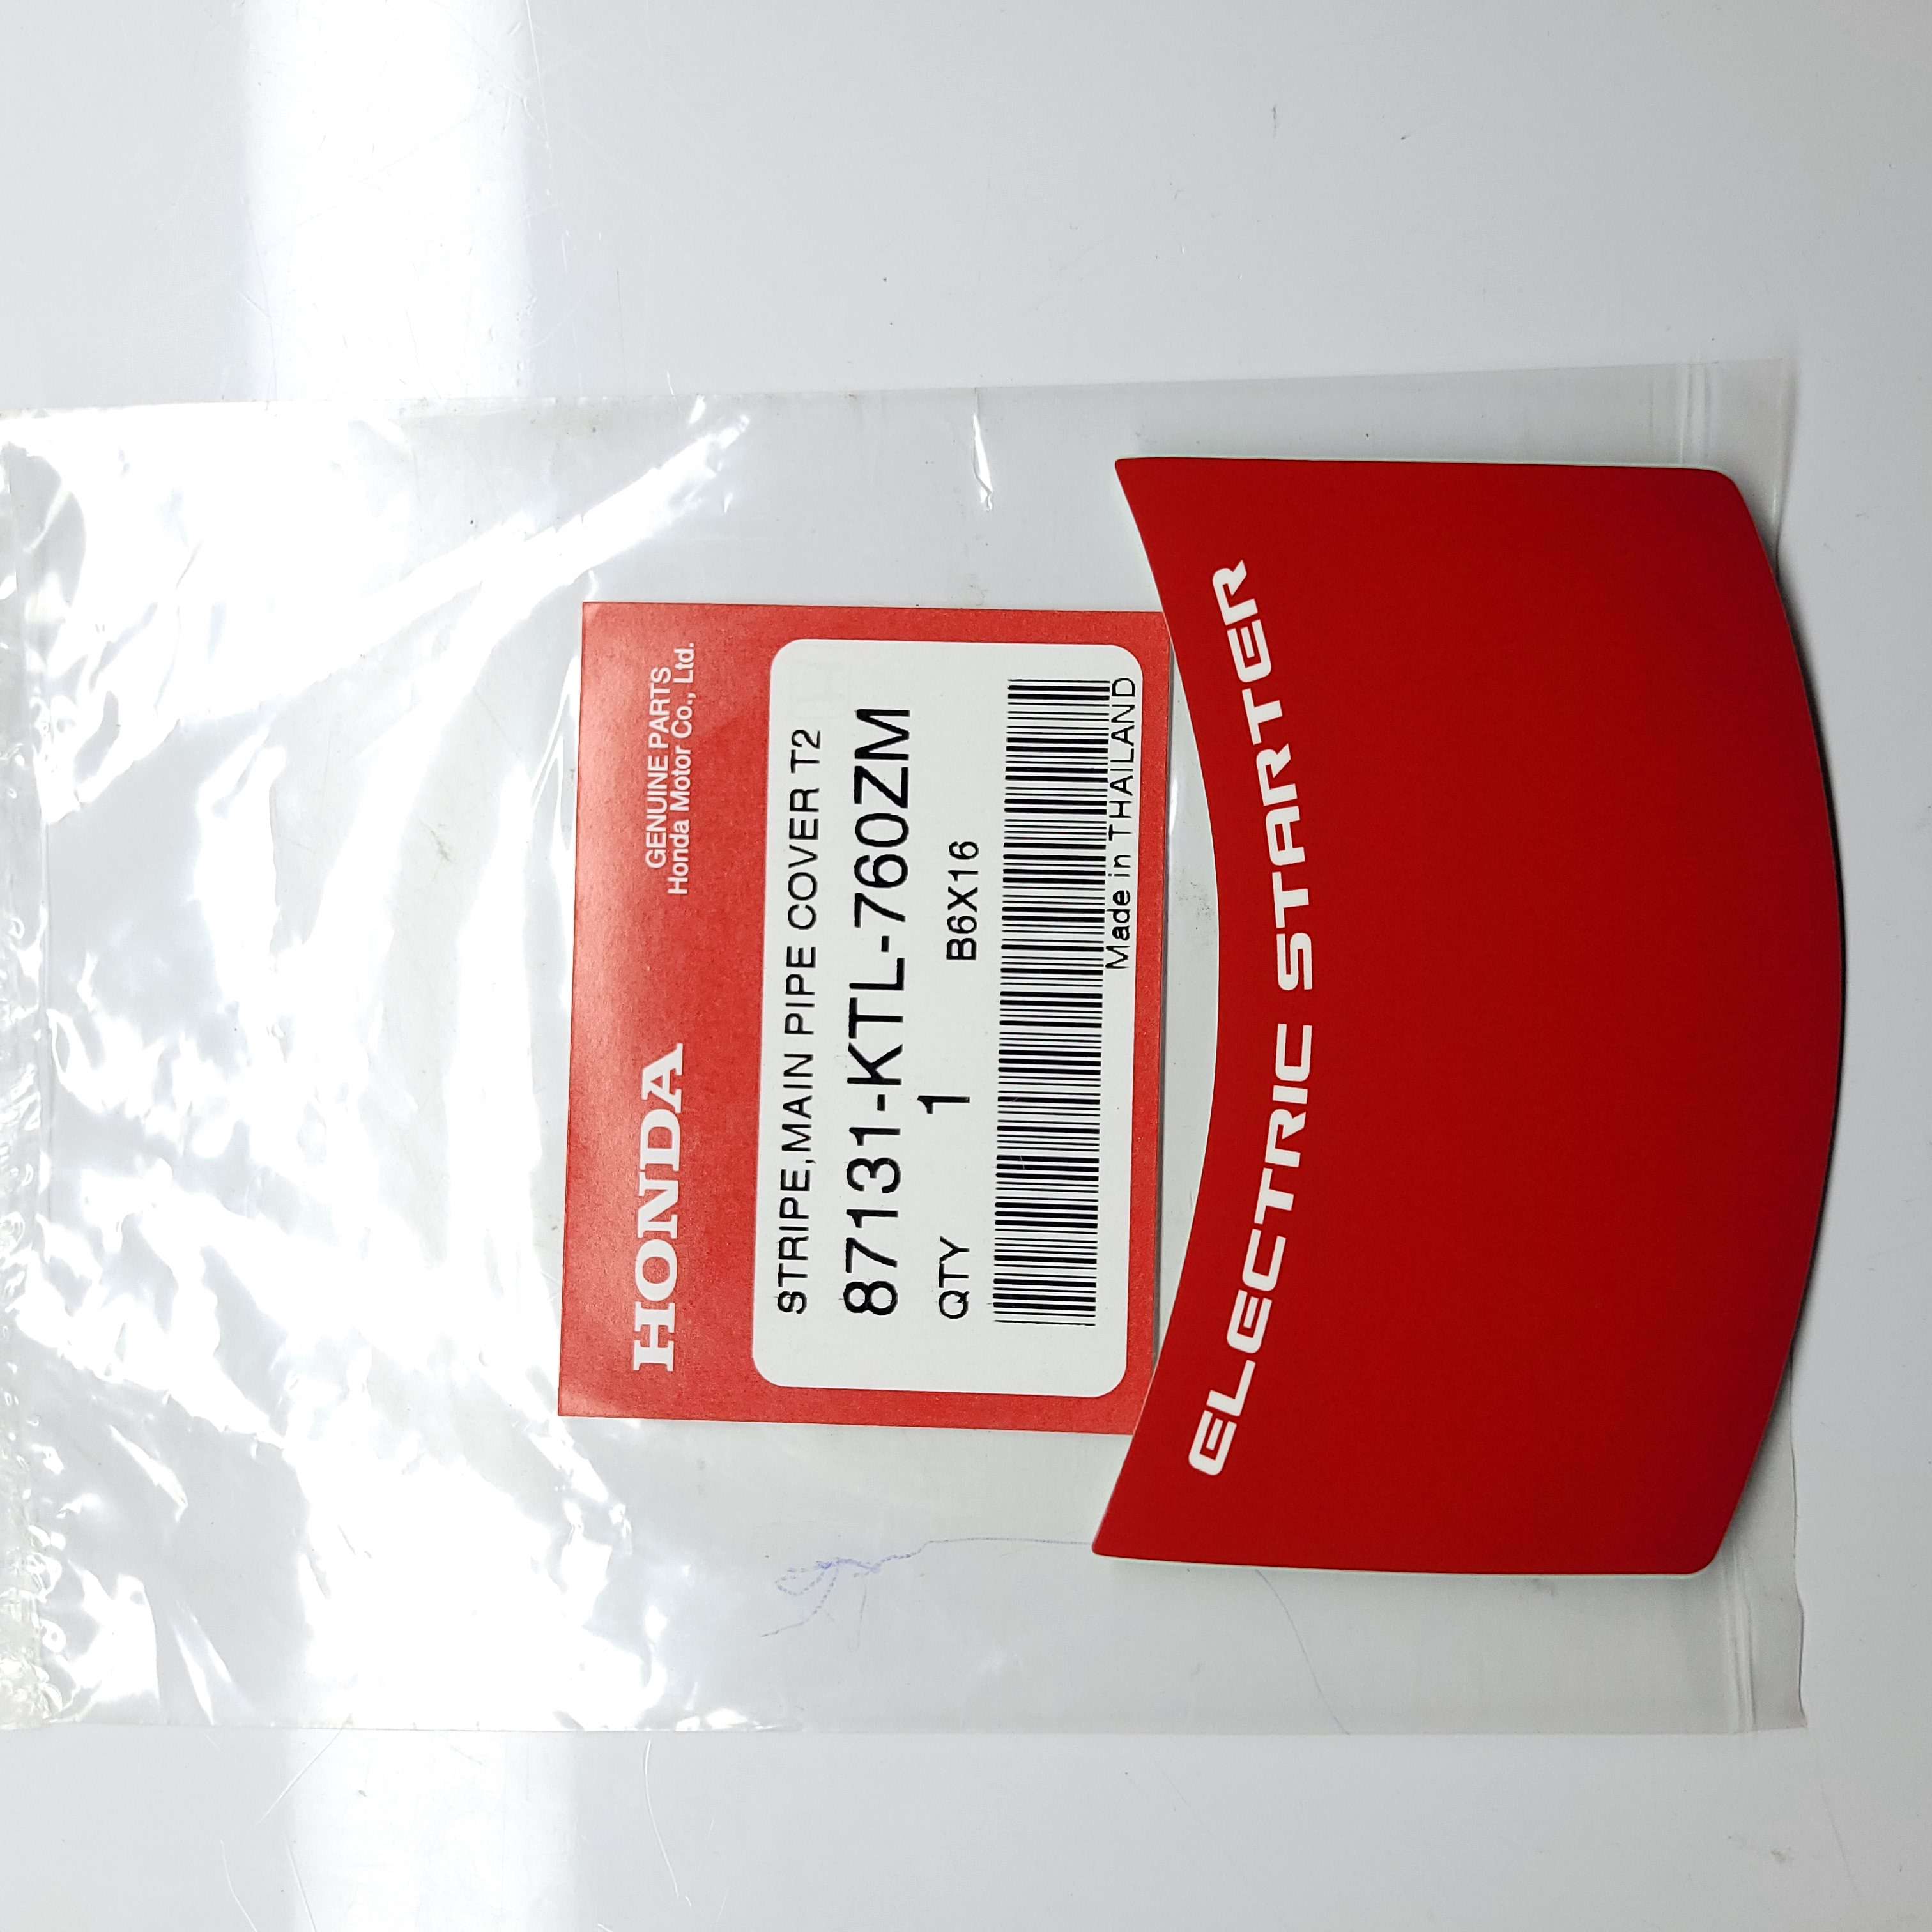 HONDA
GENUINE PARTS
Honda Motor Co., Ltd.
STRIPE,MAIN PIPE COVER T2
87131-KTL-760ZM
QTY 1 B6X16
Made in THAILAND
ELECTRIC STARTER